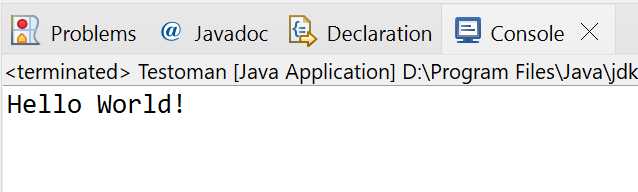 Problems @ Javadoc Declaration Console
<terminated> Testoman [Java Application] D:\Program Files\Java\jdk
Hello World!